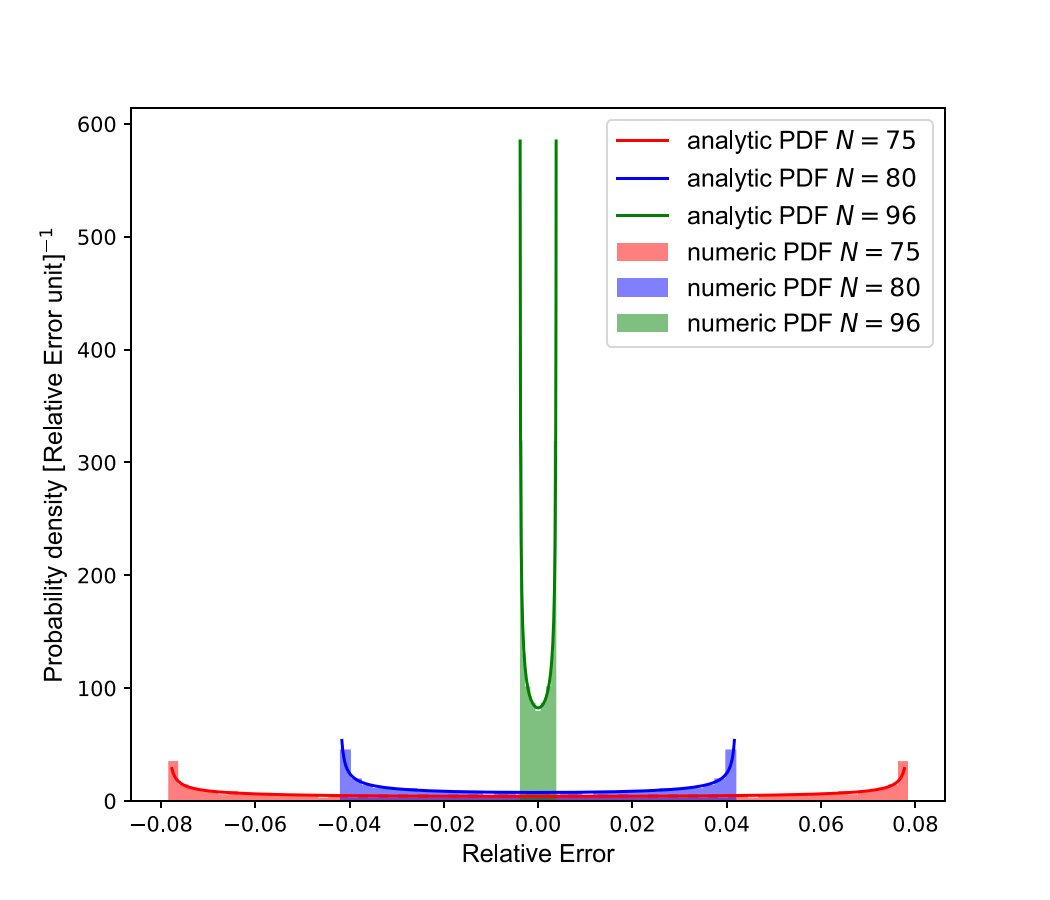 600
500
400
300
200
100
0
Probability density [Relative Error unit]⁻¹
analytic PDF N = 75
analytic PDF N = 80
analytic PDF N = 96
numeric PDF N = 75
numeric PDF N = 80
numeric PDF N = 96
−0.08 −0.06 −0.04 −0.02 0.00 0.02 0.04 0.06 0.08
Relative Error